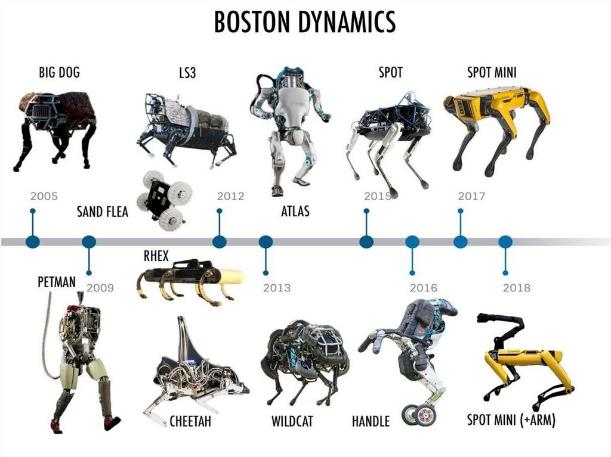 BOSTON DYNAMICS
BIG DOG
LS3
SPOT
SPOT MINI
2005
2012
2015
2017
SAND FLEA
ATLAS
RHEX
PETMAN
2009
2013
2016
2018
CHEETAH
WILDCAT
HANDLE
SPOT MINI (+ARM)